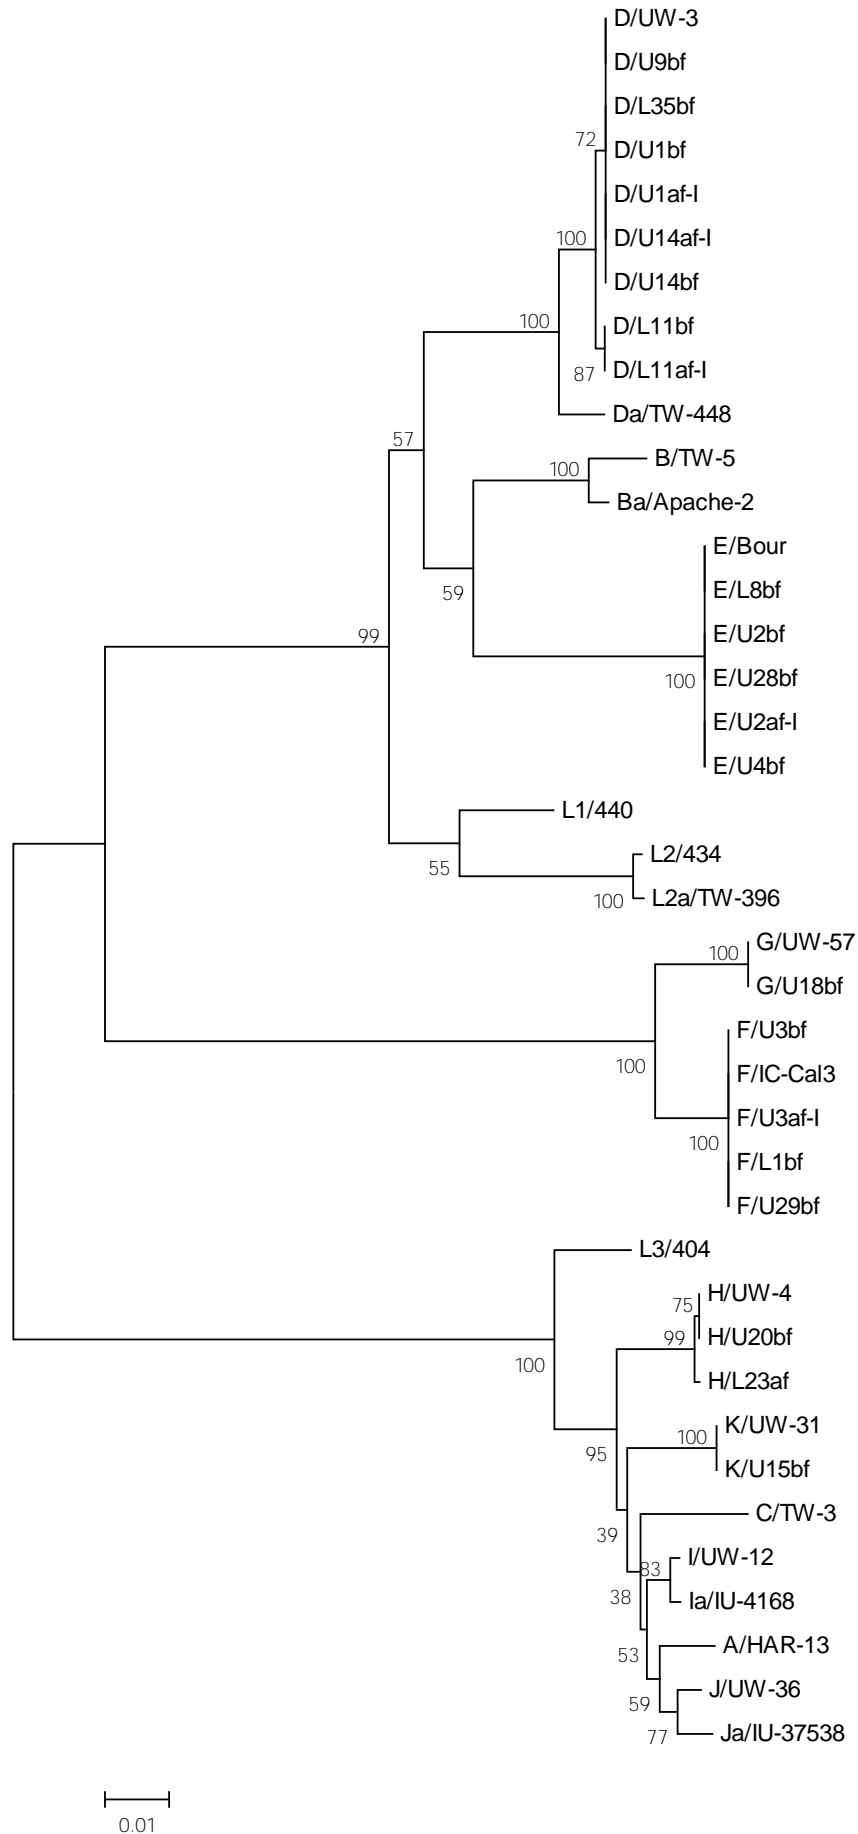 D/UW-3
D/U9bf
D/L35bf
72
D/U1bf
D/U1af-I
100
D/U14af-I
D/U14bf
100
D/L11bf
87
D/L11af-I
Da/TW-448
57
B/TW-5
100
Ba/Apache-2
E/Bour
59
E/L8bf
99
E/U2bf
100
E/U28bf
E/U2af-I
E/U4bf
L1/440
55
L2/434
100
L2a/TW-396
100
G/UW-57
G/U18bf
F/U3bf
100
F/IC-Cal3
F/U3af-I
100
F/L1bf
F/U29bf
L3/404
100
75
H/UW-4
99
H/U20bf
H/L23af
95
100
K/UW-31
K/U15bf
39
C/TW-3
83
I/UW-12
38
Ia/IU-4168
53
A/HAR-13
59
J/UW-36
77
Ja/IU-37538
0.01